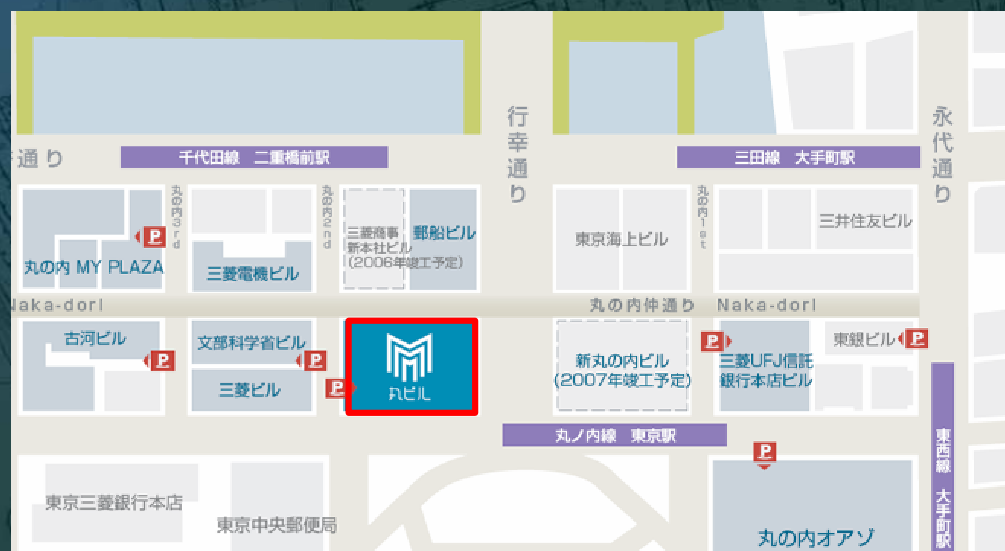 行幸通り
永代通り
通り
千代田線 二重橋前駅
三田線 大手町駅
丸の内3rd
丸の内2nd
丸の内1st
三菱商事
新本社ビル
(2006年竣工予定)
郵船ビル
東京海上ビル
三井住友ビル
P
丸の内 MY PLAZA
三菱電機ビル
Naka-dori
丸の内仲通り Naka-dori
古河ビル
P
文部科学省ビル
P
三菱ビル
P
丸ビル
新丸の内ビル
(2007年竣工予定)
P
三菱UFJ信託
銀行本店ビル
東銀ビル
P
丸ノ内線 東京駅
東西線 大手町駅
P
東京三菱銀行本店
東京中央郵便局
丸の内オアゾ